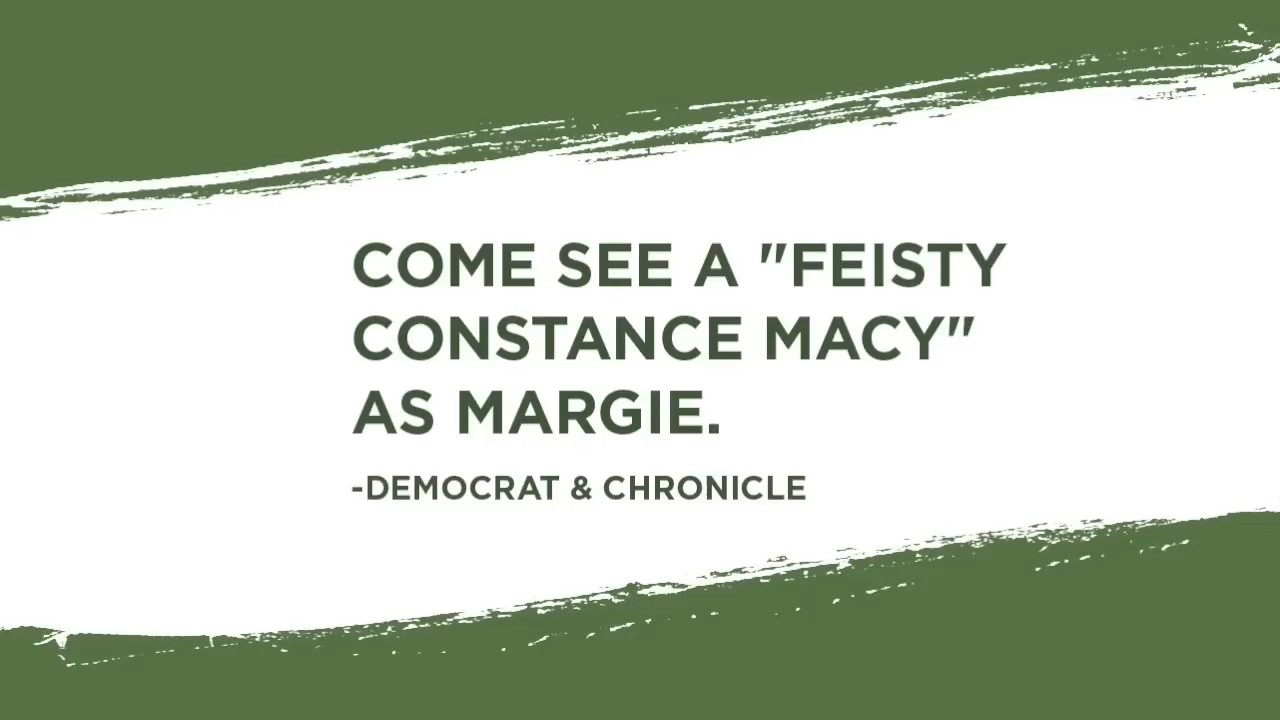 COME SEE A "FEISTY
CONSTANCE MACY"
AS MARGIE.
-DEMOCRAT & CHRONICLE